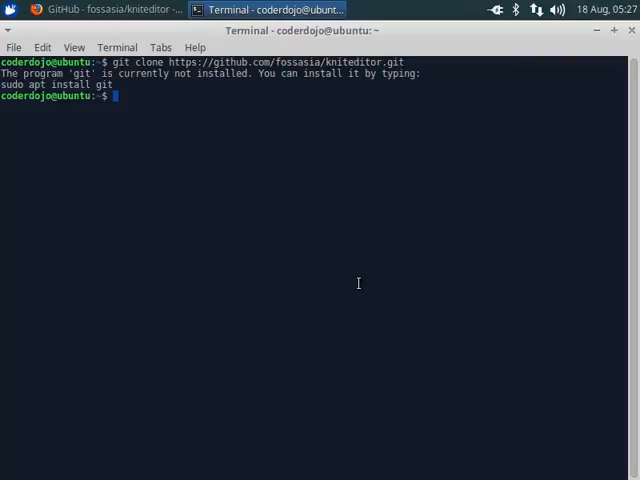 GitHub - fossasia/kniteditor -...
Terminal - coderdojo@ubunt...
18 Aug, 05:27
Terminal - coderdojo@ubuntu: ~
File Edit View Terminal Tabs Help
coderdojo@ubuntu:~$ git clone https://github.com/fossasia/kniteditor.git
The program 'git' is currently not installed. You can install it by typing:
sudo apt install git
coderdojo@ubuntu:~$